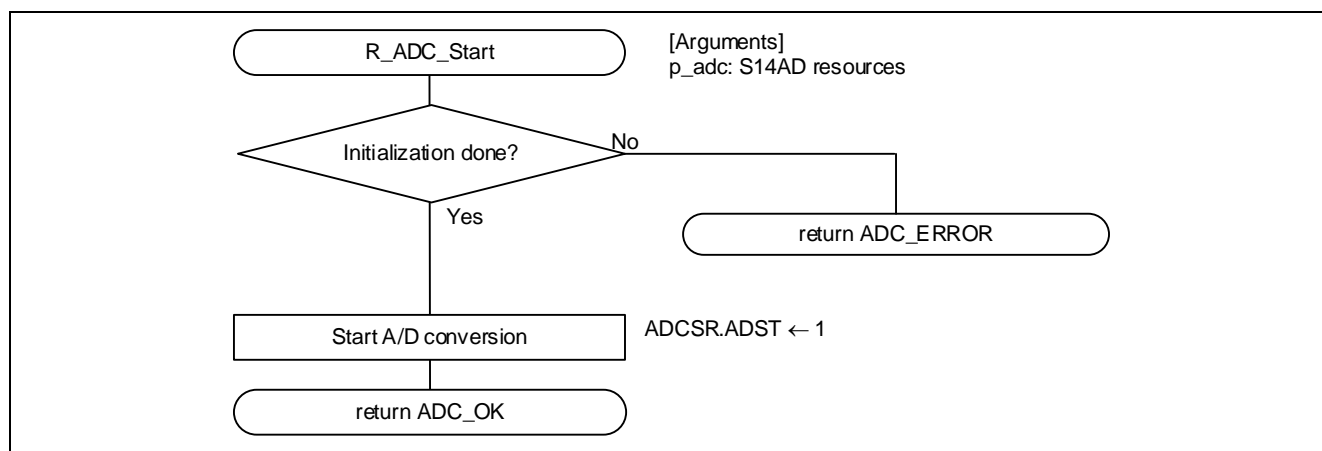 R_ADC_Start
[Arguments]
p_adc: S14AD resources
Initialization done?
No
Yes
return ADC_ERROR
Start A/D conversion
ADCSR.ADST ← 1
return ADC_OK